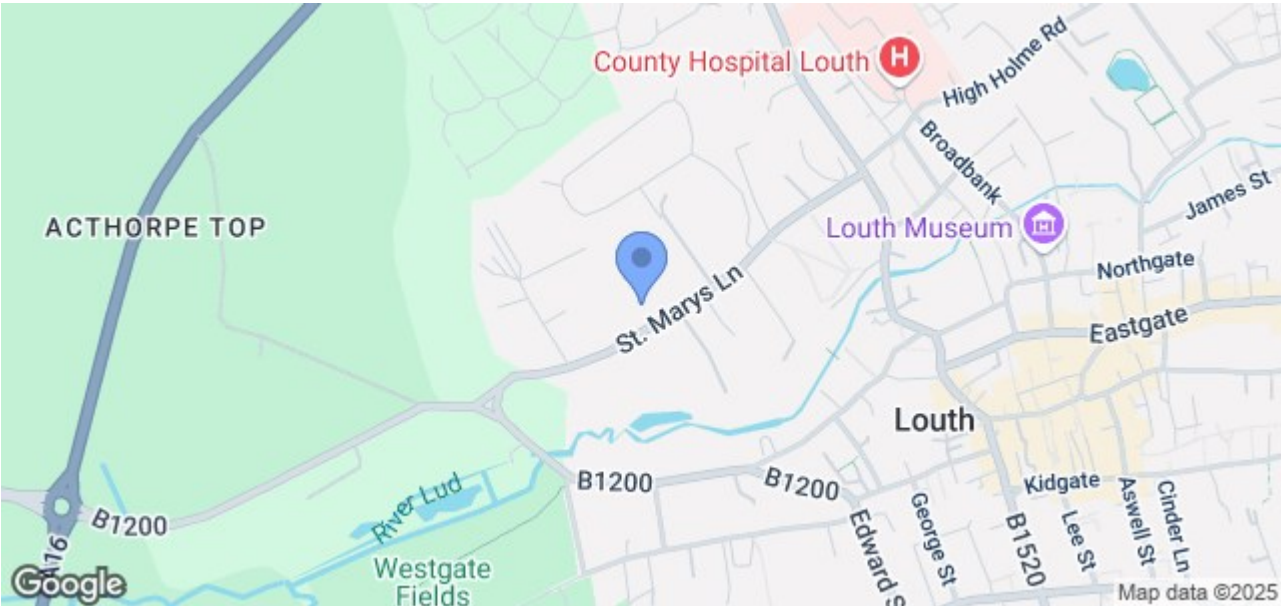 County Hospital Louth
H
High Holme Rd
Broadbank
James St
ACTHORPE TOP
Louth Museum
Northgate
St. Marys Ln
Eastgate
Louth
B1200
B1200
Kidgate
River Lud
B1200
A16
George St
Edward S
B1520
Lee St
Aswell St
Cinder Ln
Westgate
Fields
Google
Map data ©2025